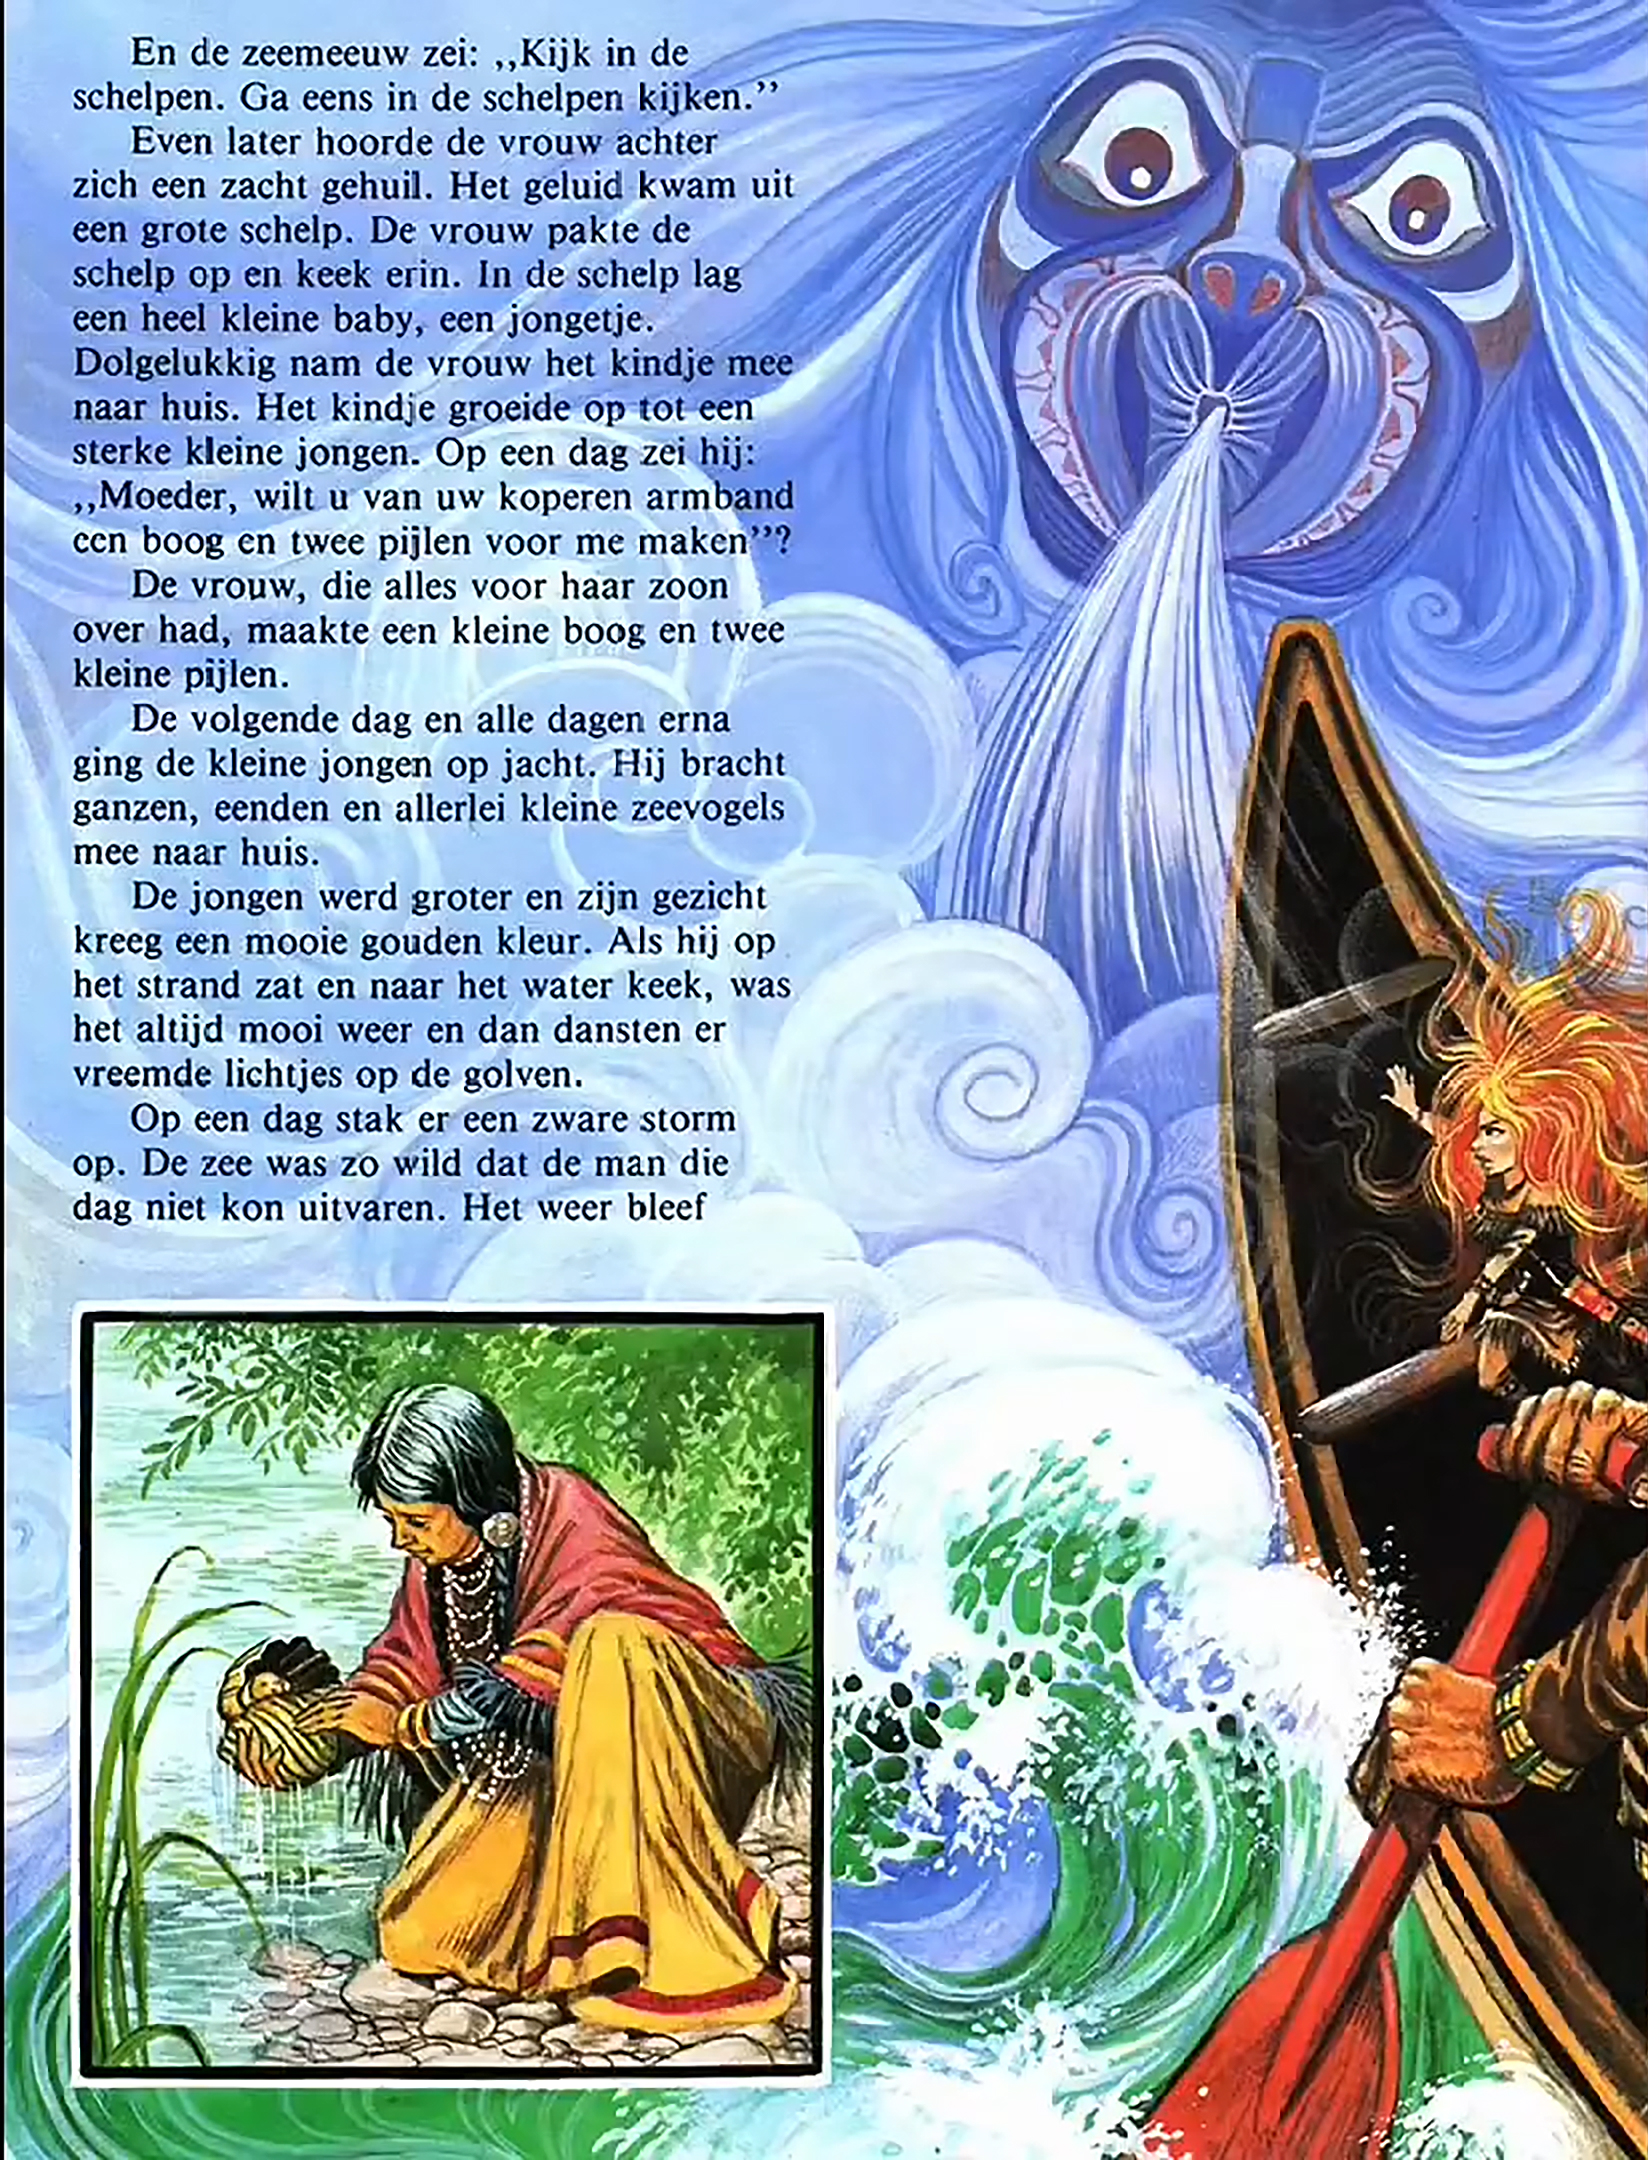 En de zeemeeuw zei: ,,Kijk in de
schelpen. Ga eens in de schelpen kijken.’’
Even later hoorde de vrouw achter
zich een zacht gehuil. Het geluid kwam uit
een grote schelp. De vrouw pakte de
schelp op en keek erin. In de schelp lag
een heel kleine baby, een jongetje.
Dolgelukkig nam de vrouw het kindje mee
naar huis. Het kindje groeide op tot een
sterke kleine jongen. Op een dag zei hij:
,,Moeder, wilt u van uw koperen armband
een boog en twee pijlen voor me maken’’?
De vrouw, die alles voor haar zoon
over had, maakte een kleine boog en twee
kleine pijlen.
De volgende dag en alle dagen erna
ging de kleine jongen op jacht. Hij bracht
ganzen, eenden en allerlei kleine zeevogels
mee naar huis.
De jongen werd groter en zijn gezicht
kreeg een mooie gouden kleur. Als hij op
het strand zat en naar het water keek, was
het altijd mooi weer en dan dansten er
vreemde lichtjes op de golven.
Op een dag stak er een zware storm
op. De zee was zo wild dat de man die
dag niet kon uitvaren. Het weer bleef